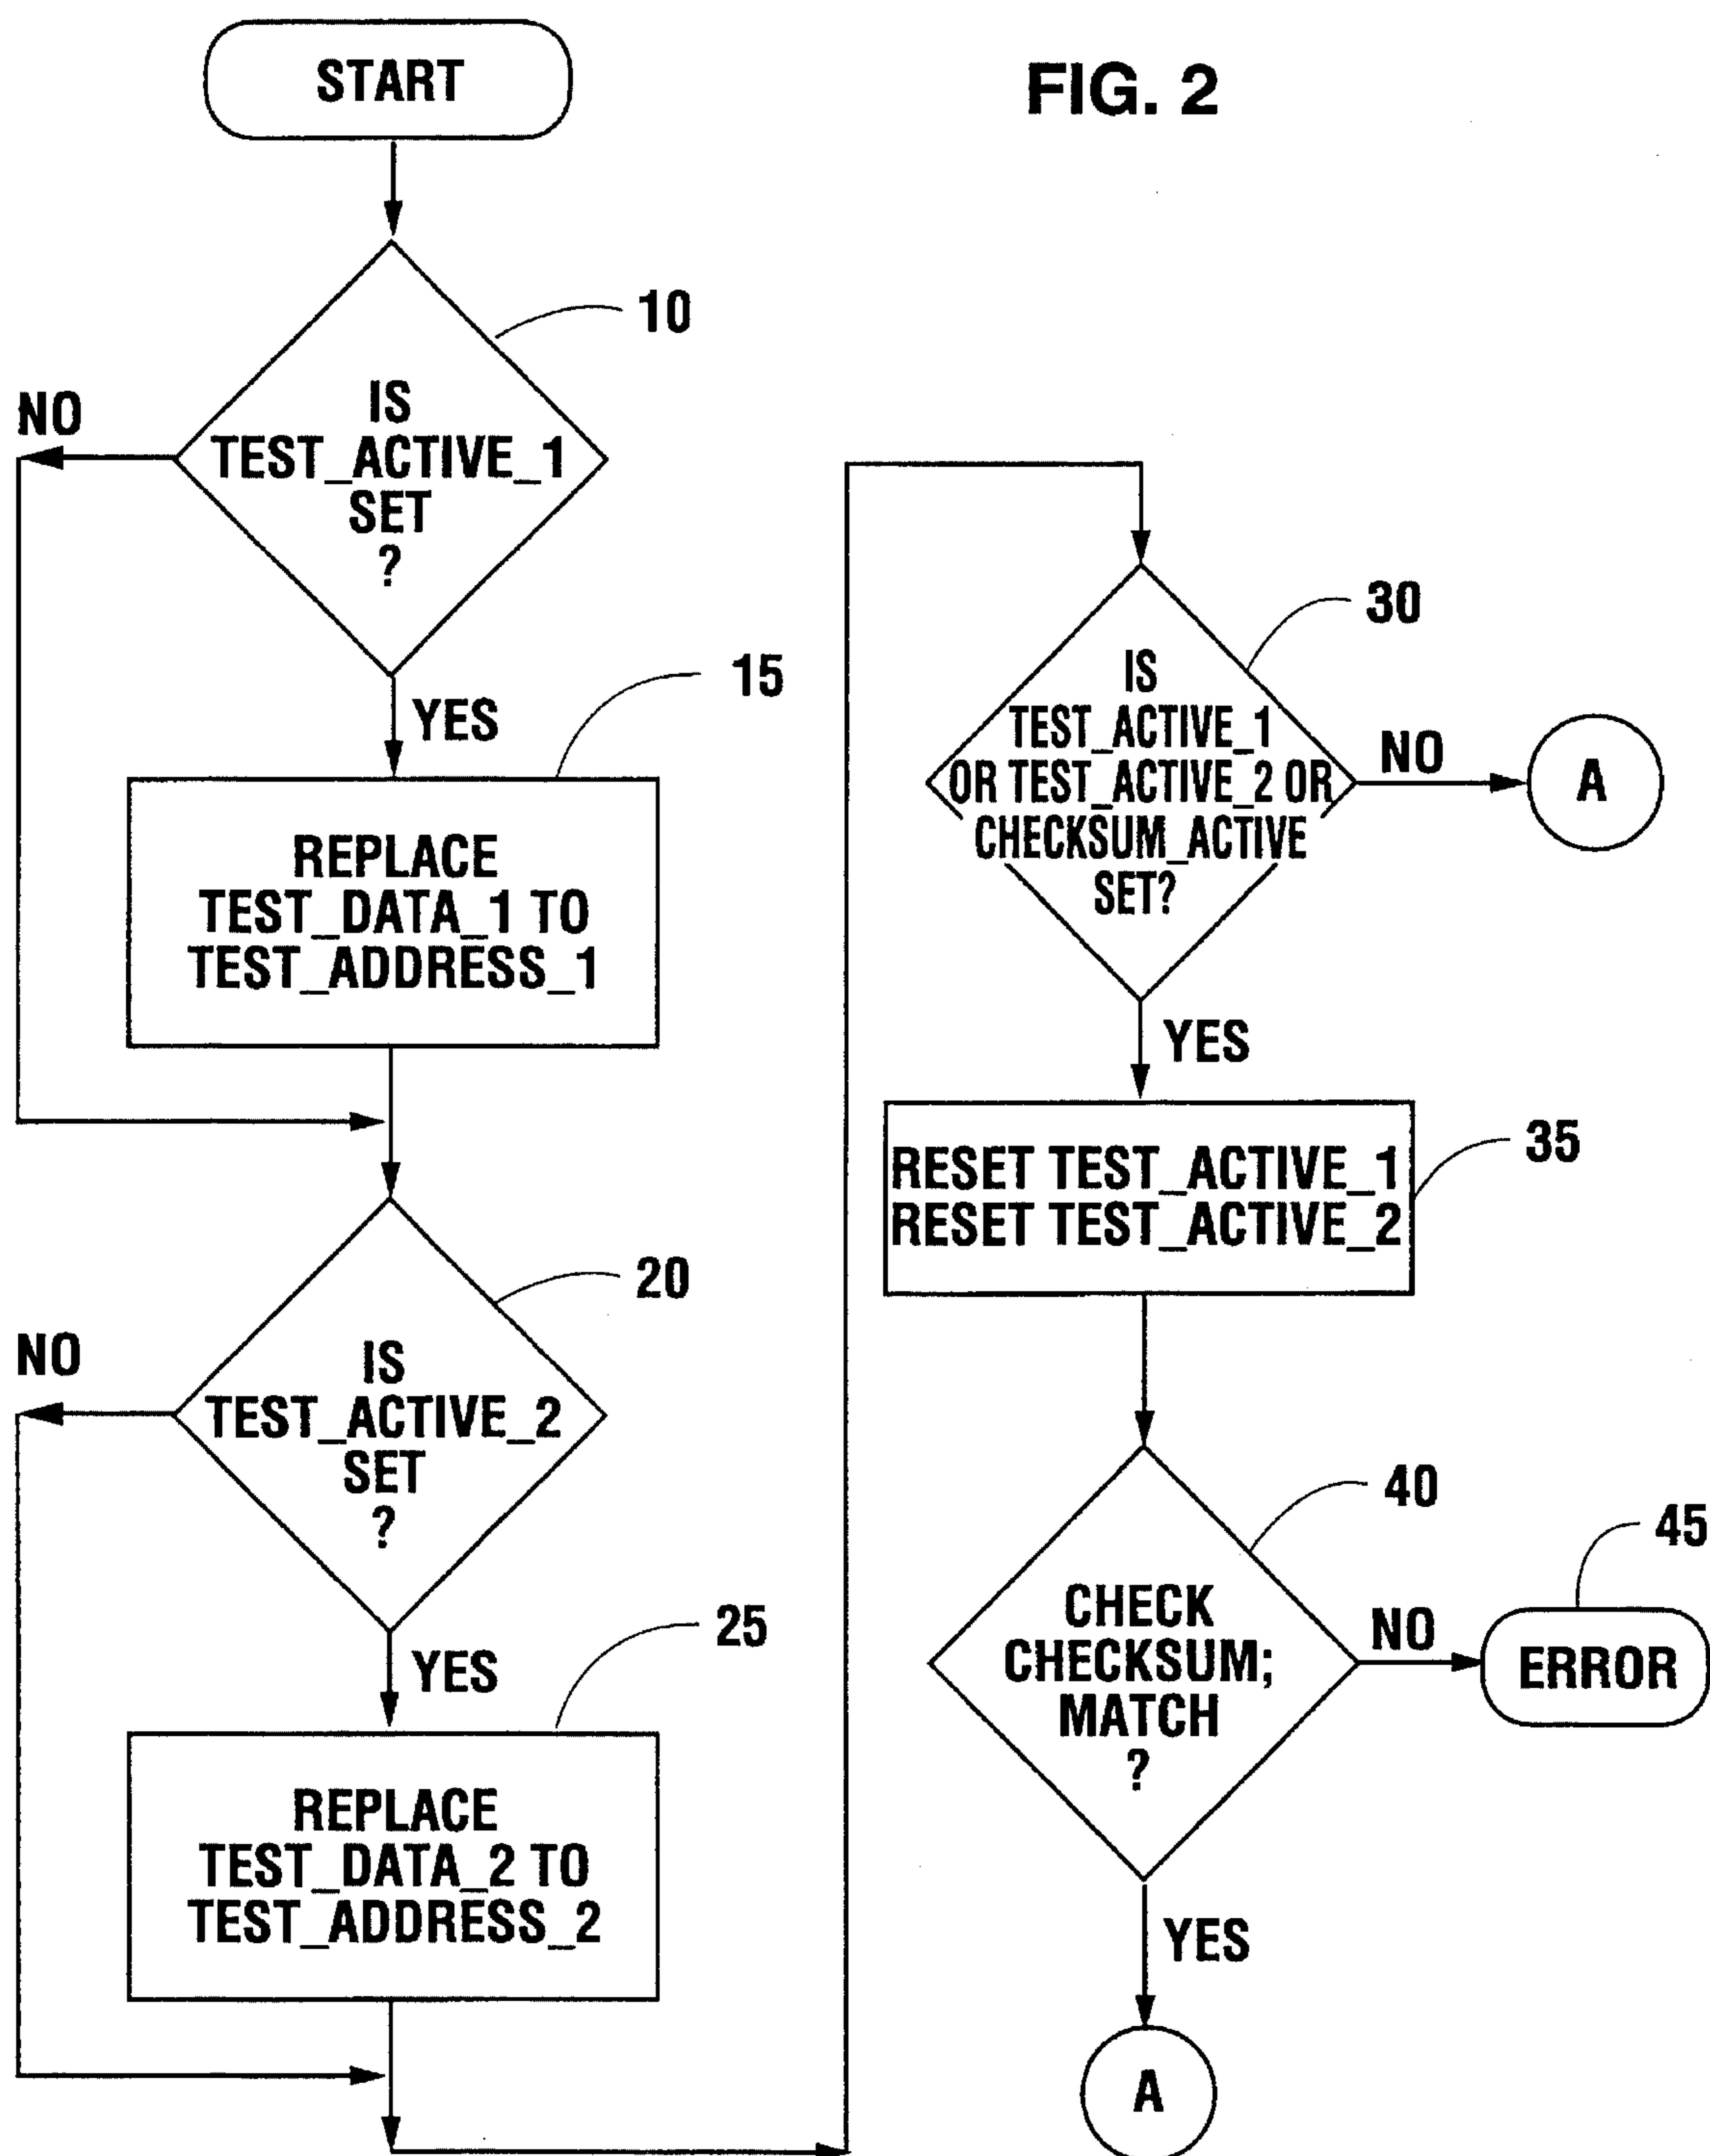 START
FIG. 2
10
IS
TEST_ACTIVE_1
SET
?
NO
YES
15
REPLACE
TEST_DATA_1 TO
TEST_ADDRESS_1
20
IS
TEST_ACTIVE_2
SET
?
NO
YES
25
REPLACE
TEST_DATA_2 TO
TEST_ADDRESS_2
30
IS
TEST_ACTIVE_1
OR TEST_ACTIVE_2 OR
CHECKSUM_ACTIVE
SET?
NO
A
YES
35
RESET TEST_ACTIVE_1
RESET TEST_ACTIVE_2
40
CHECK
CHECKSUM;
MATCH
?
NO
45
ERROR
YES
A